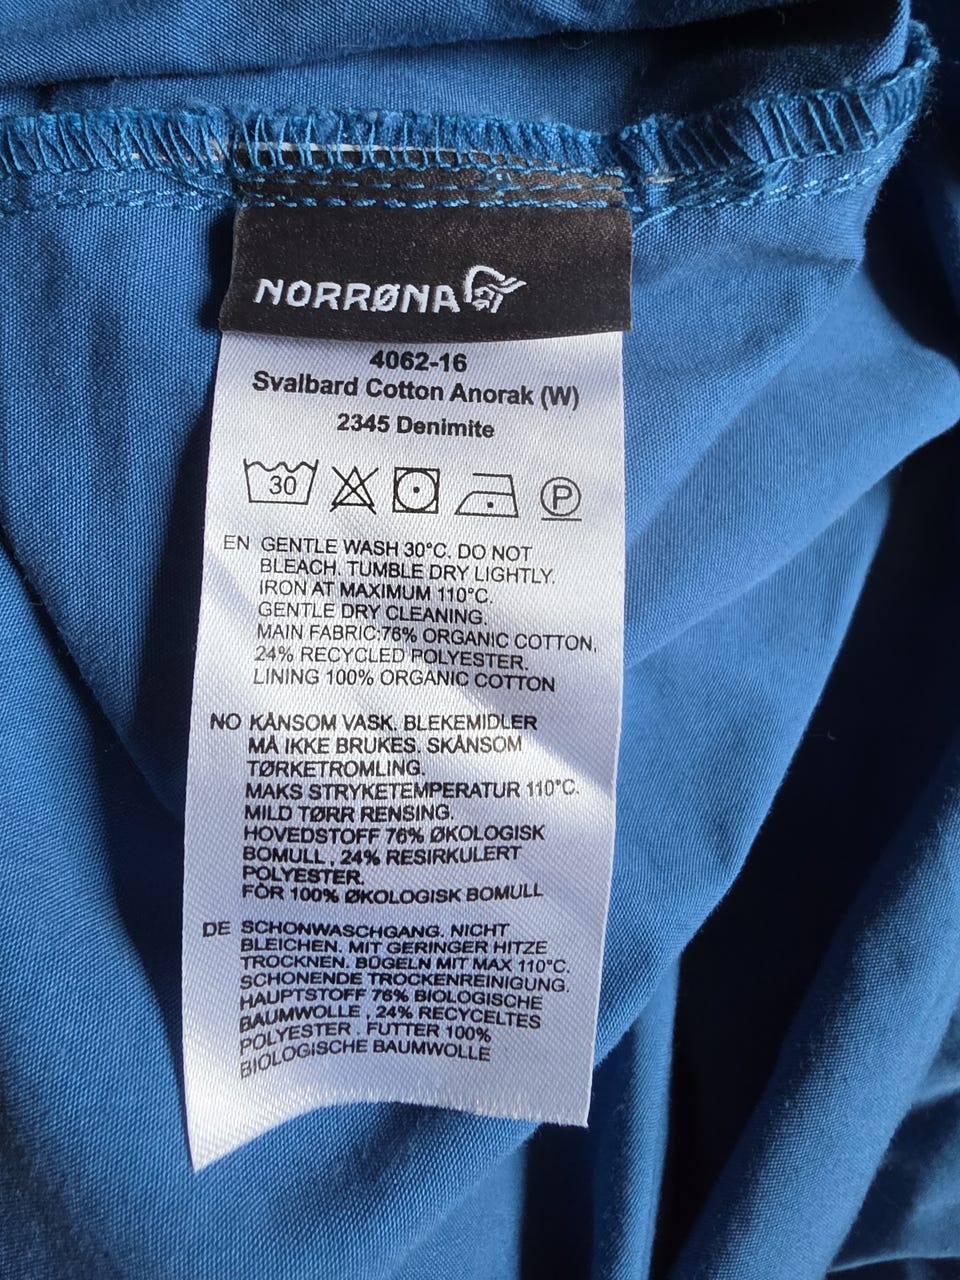 NORRØNA
4062-16
Svalbard Cotton Anorak (W)
2345 Denimite
30 P
EN GENTLE WASH 30°C. DO NOT
BLEACH. TUMBLE DRY LIGHTLY.
IRON AT MAXIMUM 110°C.
GENTLE DRY CLEANING.
MAIN FABRIC:76% ORGANIC COTTON,
24% RECYCLED POLYESTER.
LINING 100% ORGANIC COTTON
NO KÅNSOM VASK. BLEKEMIDLER
MÅ IKKE BRUKES. SKÅNSOM
TØRKETROMLING.
MAKS STRYKETEMPERATUR 110°C.
MILD TØRR RENSING.
HOVEDSTOFF 76% ØKOLOGISK
BOMULL , 24% RESIRKULERT
POLYESTER.
FÒR 100% ØKOLOGISK BOMULL
DE SCHONWASCHGANG. NICHT
BLEICHEN. MIT GERINGER HITZE
TROCKNEN. BÜGELN MIT MAX 110°C.
SCHONENDE TROCKENREINIGUNG.
HAUPTSTOFF 76% BIOLOGISCHE
BAUMWOLLE , 24% RECYCELTES
POLYESTER . FUTTER 100%
BIOLOGISCHE BAUMWOLLE